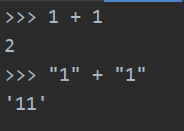 >>> 1 + 1
2
>>> "1" + "1"
'11'